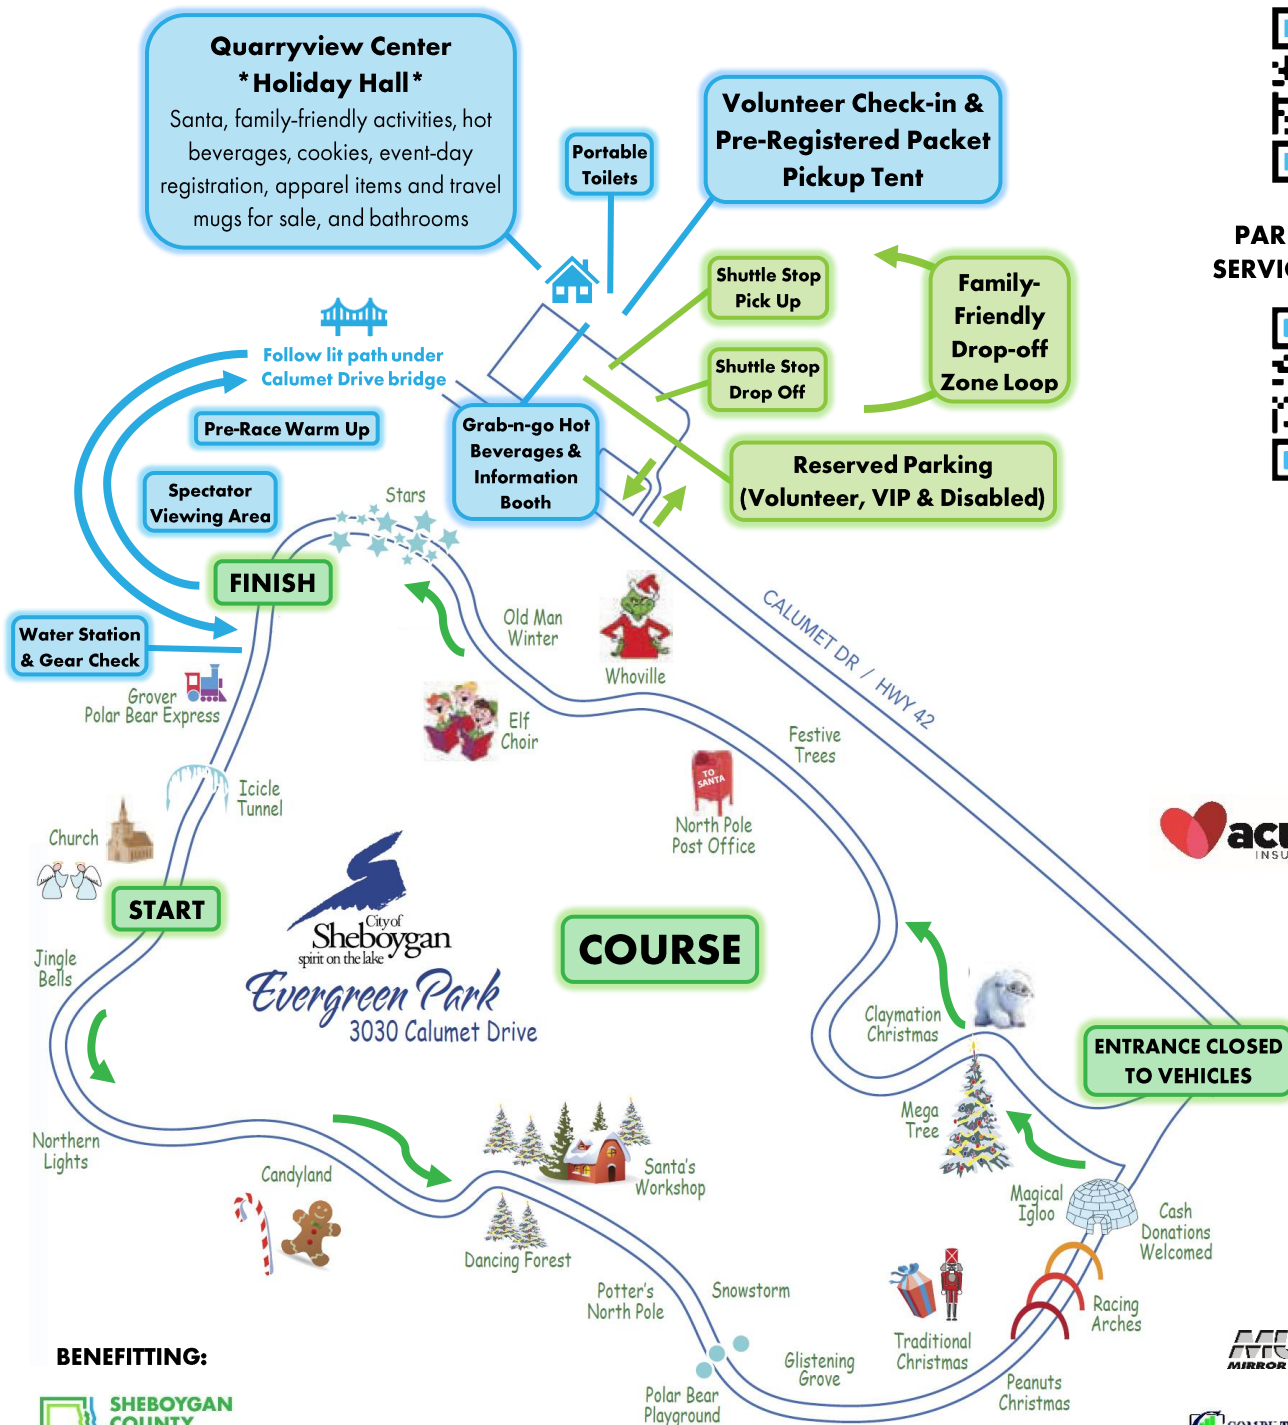 Quarryview Center
*Holiday Hall*
Santa, family-friendly activities, hot
beverages, cookies, event-day
registration, apparel items and travel
mugs for sale, and bathrooms
Portable
Toilets
Volunteer Check-in &
Pre-Registered Packet
Pickup Tent
PAR
SERVI
Shuttle Stop
Pick Up
Family-
Friendly
Drop-off
Zone Loop
Shuttle Stop
Drop Off
Follow lit path under
Calumet Drive bridge
Pre-Race Warm Up
Grab-n-go Hot
Beverages &
Information
Booth
Reserved Parking
(Volunteer, VIP & Disabled)
Spectator
Viewing Area
Stars
FINISH
CALUMET DR / HWY 42
Old Man
Winter
Whoville
Water Station
& Gear Check
Grover
Polar Bear Express
Elf
Choir
Festive
Trees
TO
SANTA
North Pole
Post Office
Icicle
Tunnel
Church
START
City of
Sheboygan
spirit on the lake
Evergreen Park
3030 Calumet Drive
COURSE
acu
INSU
Jingle
Bells
Claymation
Christmas
ENTRANCE CLOSED
TO VEHICLES
Mega
Tree
Northern
Lights
Candyland
Santa's
Workshop
Dancing Forest
Magical
Igloo
Cash
Donations
Welcomed
Potter's
North Pole
Snowstorm
Racing
Arches
Traditional
Christmas
Glistening
Grove
Peanuts
Christmas
Polar Bear
Playground
BENEFITTING:
SHEBOYGAN
COUNTY
MIRROR